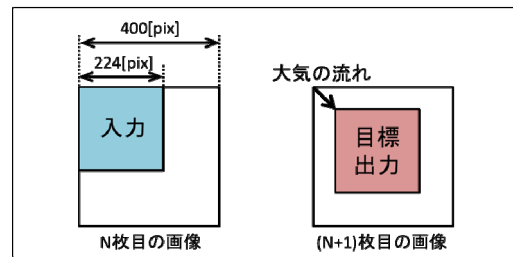 400[pix]
224[pix]
入力
N枚目の画像
大気の流れ
目標
出力
(N+1)枚目の画像